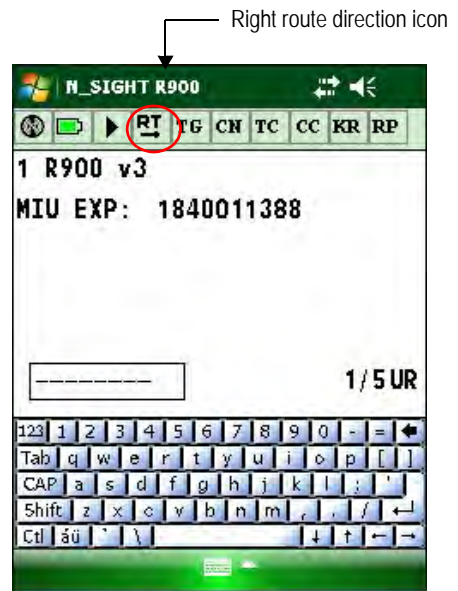 Right route direction icon
N_SIGHT R900
RT TG CN TC CC KR RP
1 R900 v3
MIU EXP: 1840011388
--------
1/5 UR
123 1 2 3 4 5 6 7 8 9 0 - =
Tab q w e r t y u i o p [ ]
CAP a s d f g h j k l ; '
Shift z x c v b n m , . /
Ctl áü ` \